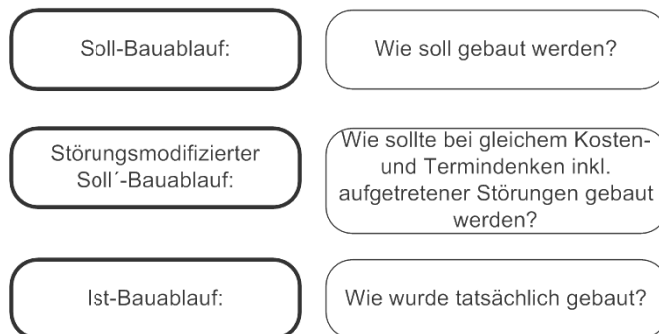 Soll-Bauablauf:
Wie soll gebaut werden?
Störungsmodifizierter
Soll´-Bauablauf:
Wie sollte bei gleichem Kosten-
und Termindenken inkl.
aufgetretener Störungen gebaut
werden?
Ist-Bauablauf:
Wie wurde tatsächlich gebaut?